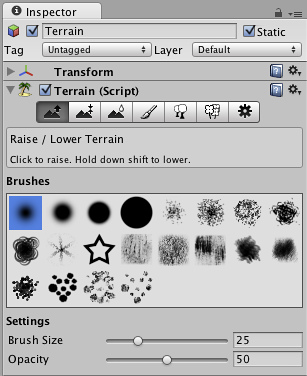 Inspector
Terrain Static
Tag Untagged Layer Default
Transform
Terrain (Script)
Raise / Lower Terrain
Click to raise. Hold down shift to lower.
Brushes
Settings
Brush Size 25
Opacity 50